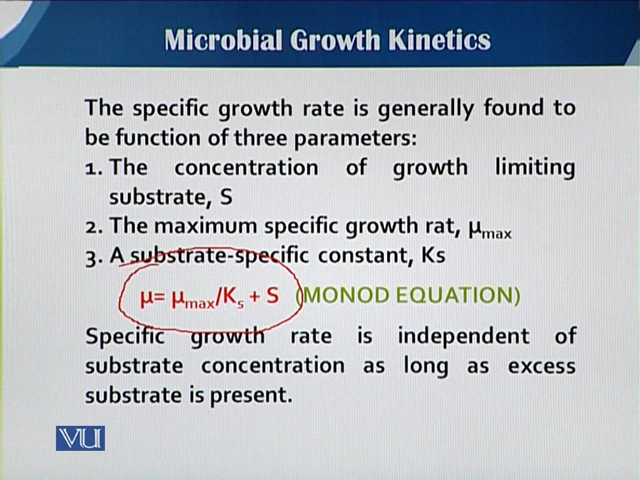 Microbial Growth Kinetics
The specific growth rate is generally found to
be function of three parameters:
1. The concentration of growth limiting
substrate, S
2. The maximum specific growth rat, μmax
3. A substrate-specific constant, Ks
μ= μmax/Ks + S (MONOD EQUATION)
Specific growth rate is independent of
substrate concentration as long as excess
substrate is present.
VU